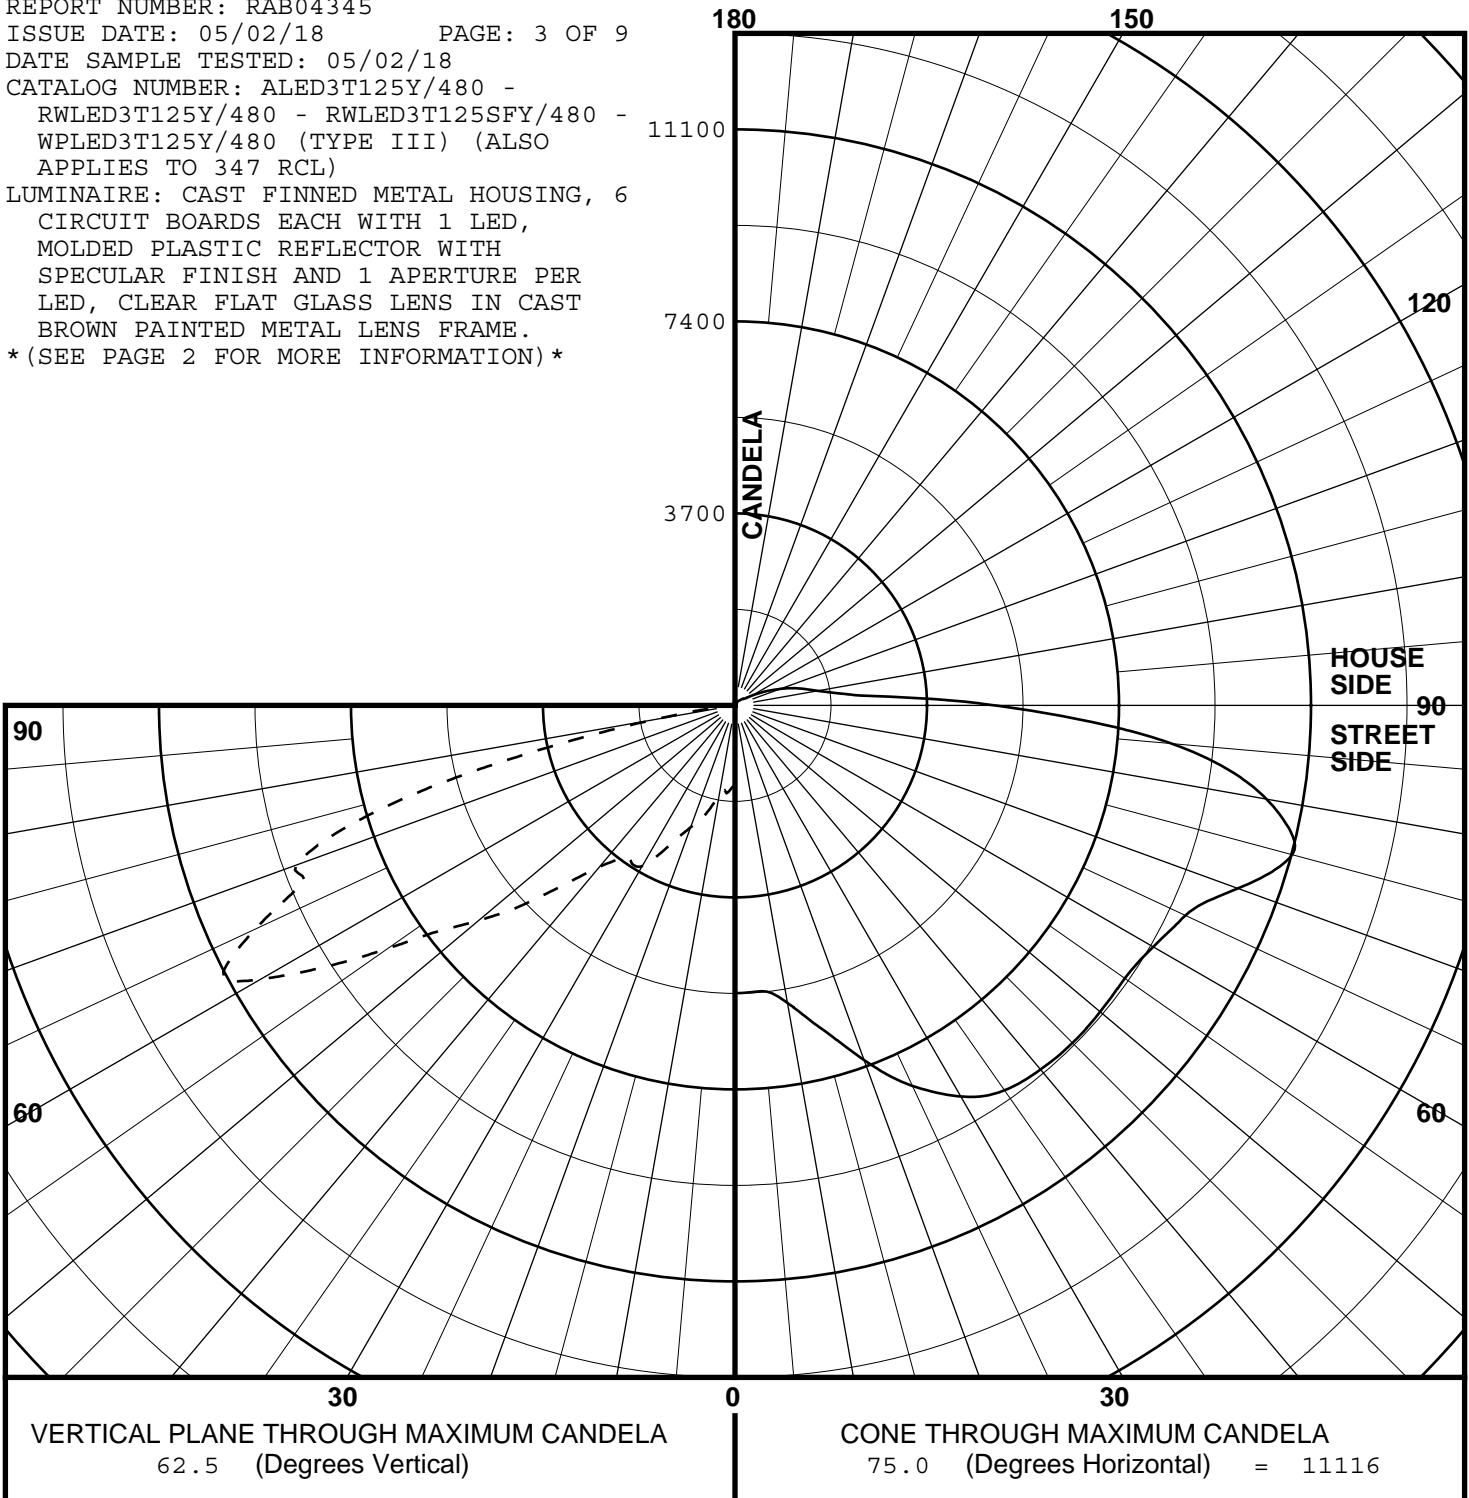 REPORT NUMBER: RAB04345
ISSUE DATE: 05/02/18 PAGE: 3 OF 9
DATE SAMPLE TESTED: 05/02/18
CATALOG NUMBER: ALED3T125Y/480 -
RWLED3T125Y/480 - RWLED3T125SFY/480 -
WPLED3T125Y/480 (TYPE III) (ALSO
APPLIES TO 347 RCL)
LUMINAIRE: CAST FINNED METAL HOUSING, 6
CIRCUIT BOARDS EACH WITH 1 LED,
MOLDED PLASTIC REFLECTOR WITH
SPECULAR FINISH AND 1 APERTURE PER
LED, CLEAR FLAT GLASS LENS IN CAST
BROWN PAINTED METAL LENS FRAME.
*(SEE PAGE 2 FOR MORE INFORMATION)*
180
150
11100
120
7400
CANDELA
3700
HOUSE
SIDE
90
90
STREET
SIDE
60
60
30
0
30
VERTICAL PLANE THROUGH MAXIMUM CANDELA
62.5 (Degrees Vertical)
CONE THROUGH MAXIMUM CANDELA
75.0 (Degrees Horizontal) = 11116